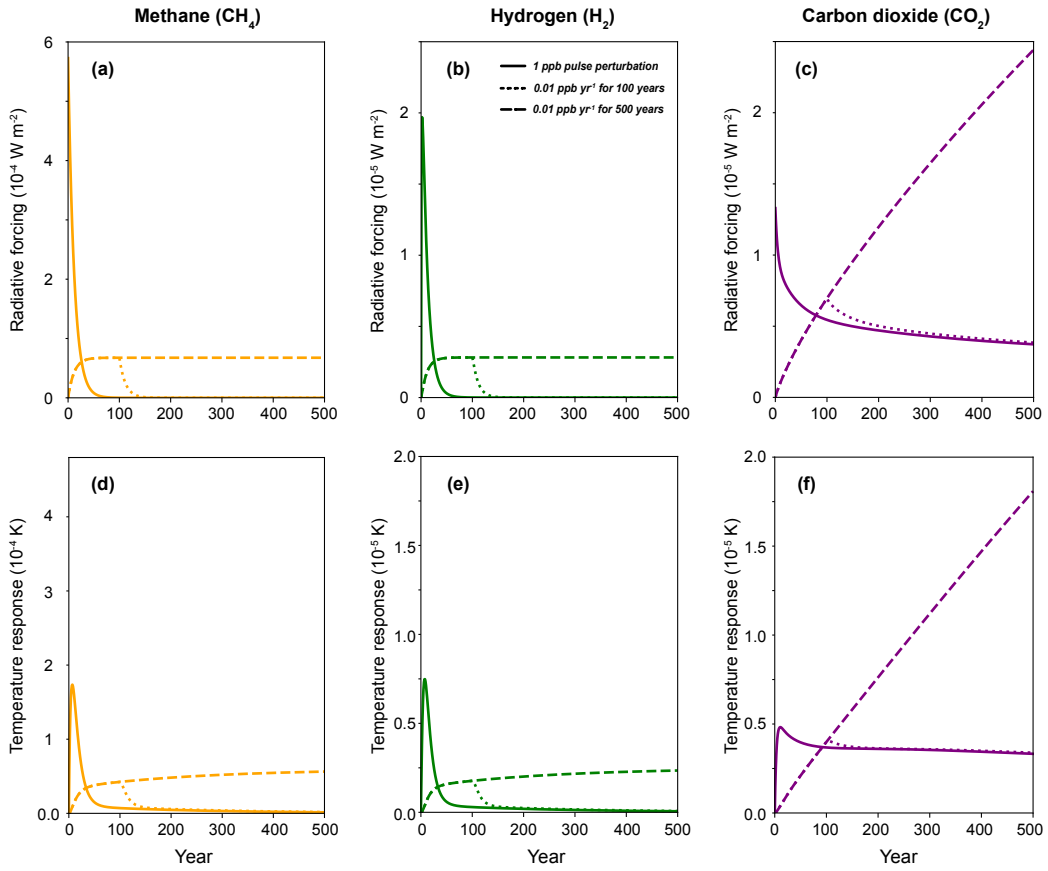 Methane (CH4)
Hydrogen (H2)
Carbon dioxide (CO2)
Radiative forcing (10-4 W m-2)
6
4
2
0
(a)
0 100 200 300 400 500
Radiative forcing (10-5 W m-2)
2
1
0
(b)
1 ppb pulse perturbation
0.01 ppb yr-1 for 100 years
0.01 ppb yr-1 for 500 years
0 100 200 300 400 500
Radiative forcing (10-5 W m-2)
2
1
0
(c)
0 100 200 300 400 500
Temperature response (10-4 K)
4
3
2
1
0.0
(d)
0 100 200 300 400 500
Year
Temperature response (10-5 K)
2.0
1.5
1.0
0.5
0.0
(e)
0 100 200 300 400 500
Year
Temperature response (10-5 K)
2.0
1.5
1.0
0.5
0.0
(f)
0 100 200 300 400 500
Year